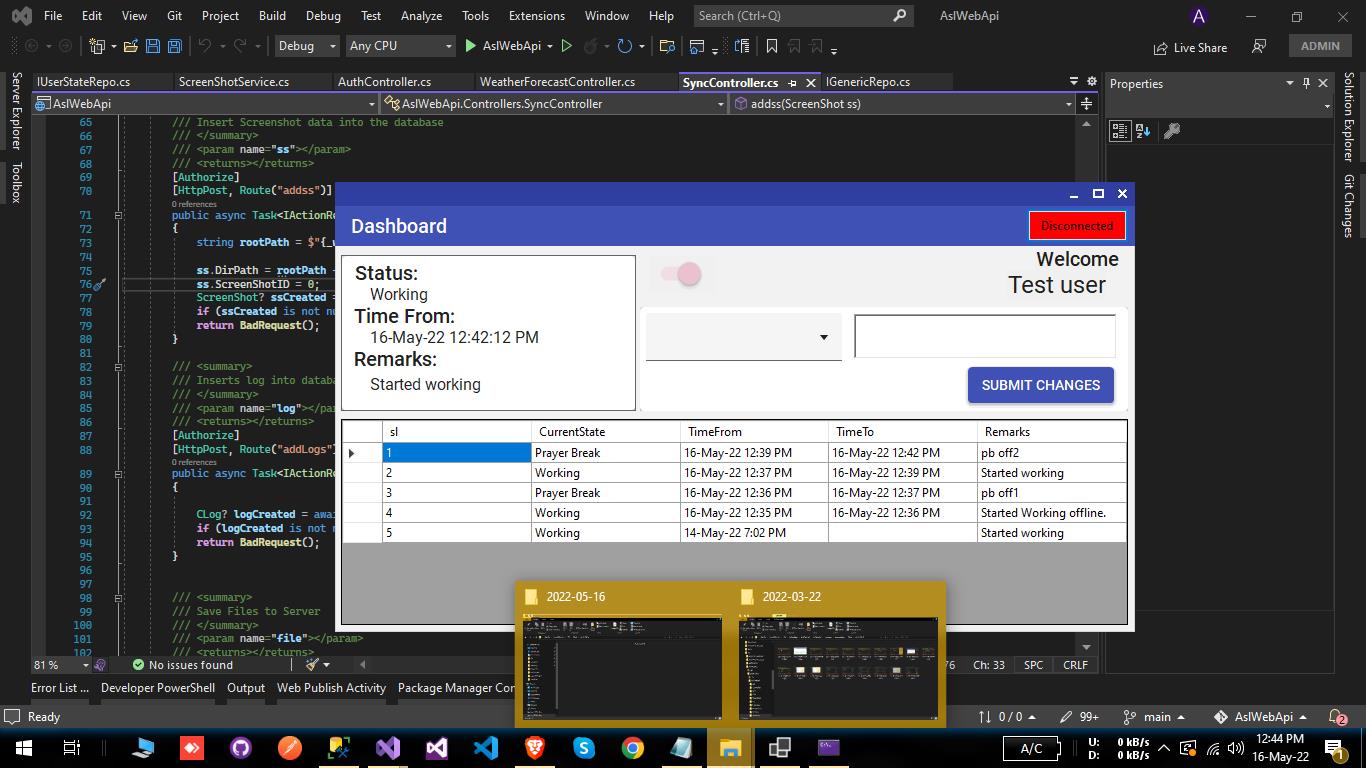 File Edit View Git Project Build Debug Test Analyze Tools Extensions Window Help Search (Ctrl+Q) AslWebApi A
Debug Any CPU AslWebApi Live Share ADMIN
IUserStateRepo.cs ScreenShotService.cs AuthController.cs WeatherForecastController.cs SyncController.cs IGenericRepo.cs
Properties
AslWebApi AslWebApi.Controllers.SyncController addss(ScreenShot ss)
Server Explorer
Toolbox
Solution Explorer
Git Changes
65 /// Insert Screenshot data into the database
66 /// </summary>
67 /// <param name="ss"></param>
68 /// <returns></returns>
69 [Authorize]
70 [HttpPost, Route("addss")]
0 references
71 public async Task<IActionRe
72 {
73 string rootPath = $"{_w
74
75 ss.DirPath = rootPath
76 ss.ScreenShotID = 0;
77 ScreenShot? ssCreated =
78 if (ssCreated is not nu
79 return BadRequest();
80 }
81
82 /// <summary>
83 /// Inserts log into databa
84 /// </summary>
85 /// <param name="log"></par
86 /// <returns></returns>
87 [Authorize]
88 [HttpPost, Route("addLogs")
0 references
89 public async Task<IActionRe
90 {
91
92 CLog? logCreated = awai
93 if (logCreated is not n
94 return BadRequest();
95 }
96
97
98 /// <summary>
99 /// Save Files to Server
100 /// </summary>
101 /// <param name="file"></param>
102 /// <returns></returns>
Dashboard Disconnected
Status:
Working
Time From:
16-May-22 12:42:12 PM
Remarks:
Started working
Welcome
Test user
SUBMIT CHANGES
sl CurrentState TimeFrom TimeTo Remarks
1 Prayer Break 16-May-22 12:39 PM 16-May-22 12:42 PM pb off2
2 Working 16-May-22 12:37 PM 16-May-22 12:39 PM Started working
3 Prayer Break 16-May-22 12:36 PM 16-May-22 12:37 PM pb off1
4 Working 16-May-22 12:35 PM 16-May-22 12:36 PM Started Working offline.
5 Working 14-May-22 7:02 PM Started working
2022-05-16 2022-03-22
81 % No issues found 76 Ch: 33 SPC CRLF
Error List ... Developer PowerShell Output Web Publish Activity Package Manager Con
Ready 0 / 0 99+ main AslWebApi 2
A/C U: 0 kB/s 12:44 PM
D: 0 kB/s 16-May-22 1